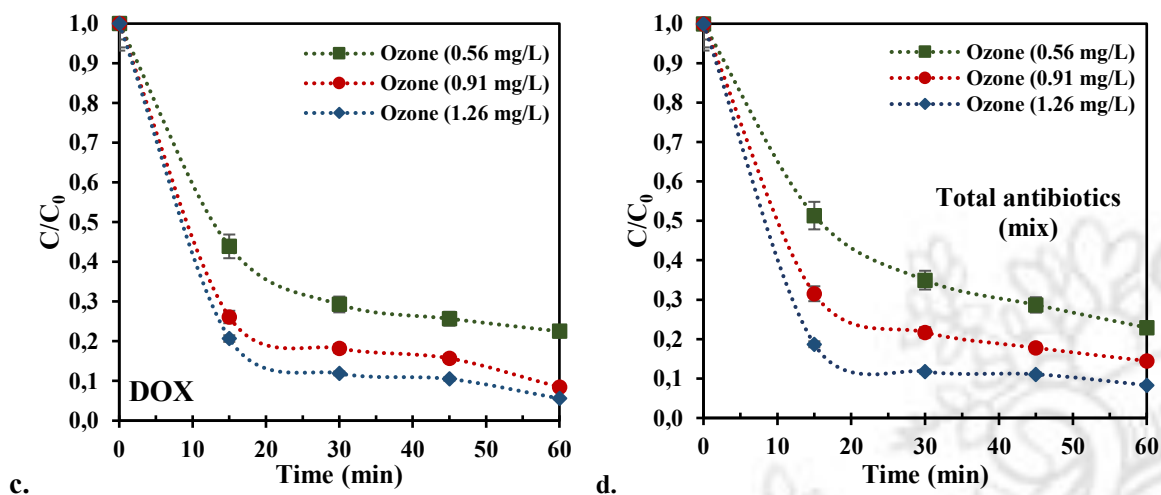 1,0
0,9
0,8
0,7
0,6
0,5
0,4
0,3
0,2
0,1
0,0
C/C₀
Ozone (0.56 mg/L)
Ozone (0.91 mg/L)
Ozone (1.26 mg/L)
DOX
0 10 20 30 40 50 60
Time (min)
c.
1,0
0,9
0,8
0,7
0,6
0,5
0,4
0,3
0,2
0,1
0,0
C/C₀
Ozone (0.56 mg/L)
Ozone (0.91 mg/L)
Ozone (1.26 mg/L)
Total antibiotics
(mix)
0 10 20 30 40 50 60
Time (min)
d.